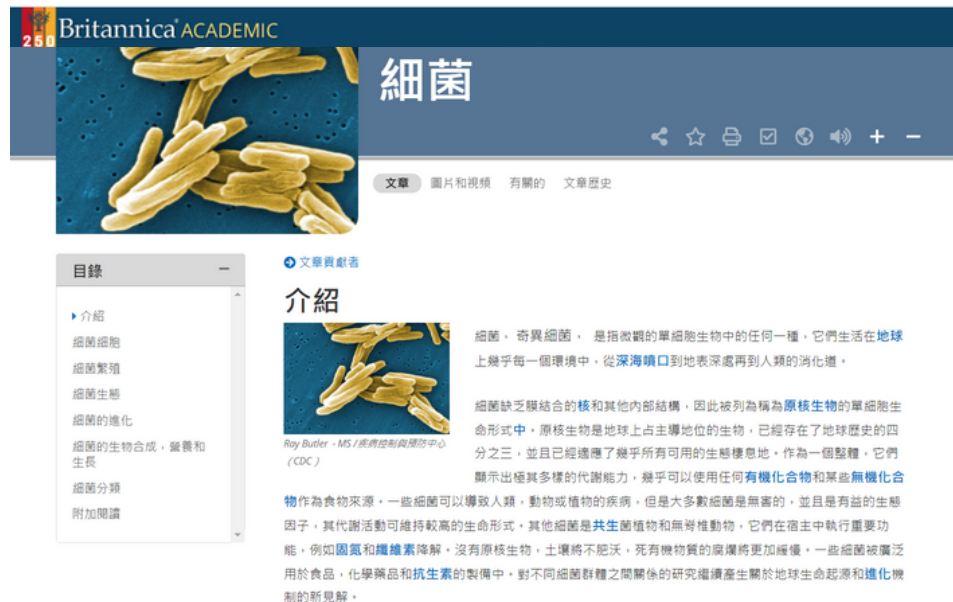 Britannica ACADEMIC
250
細菌
文章 圖片和視頻 有關的 文章歷史
目錄
介紹
細菌細胞
細菌繁殖
細菌生態
細菌的進化
細菌的生物合成，營養和
生長
細菌分類
附加閱讀
文章貢獻者
介紹
Ray Butler，MS / 疾病控制與預防中心
（CDC ）
細菌， 奇異細菌， 是指微觀的單細胞生物中的任何一種，它們生活在地球
上幾乎每一個環境中，從深海噴口到地表深處再到人類的消化道。
細菌缺乏膜結合的核和其他內部結構，因此被列為稱為原核生物的單細胞生
命形式中。原核生物是地球上占主導地位的生物，已經存在了地球歷史的四
分之三，並且已經適應了幾乎所有可用的生態棲息地。作為一個整體，它們
顯示出極其多樣的代謝能力，幾乎可以使用任何有機化合物和某些無機化合
物作為食物來源。一些細菌可以導致人類，動物或植物的疾病，但是大多數細菌是無害的，並且是有益的生態
因子，其代謝活動可維持較高的生命形式。其他細菌是共生菌植物和無脊椎動物，它們在宿主中執行重要功
能，例如固氮和纖維素降解。沒有原核生物，土壤將不肥沃，死有機物質的腐爛將更加緩慢。一些細菌被廣泛
用於食品，化學藥品和抗生素的製備中。對不同細菌群體之間關係的研究繼續產生關於地球生命起源和進化機
制的新見解。